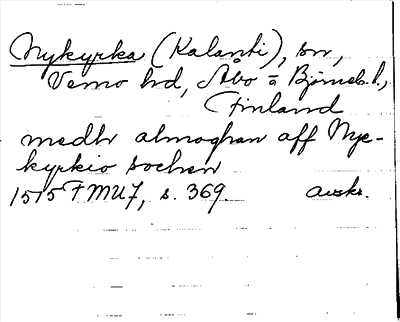 Nykyrka (Kalanti), sn,
Vemo hd, Åbo o Björneb. l.,
Finland
medh almoghan aff Nye-
kyrkio sochen
1515 FMU 7, s. 369. avskr.